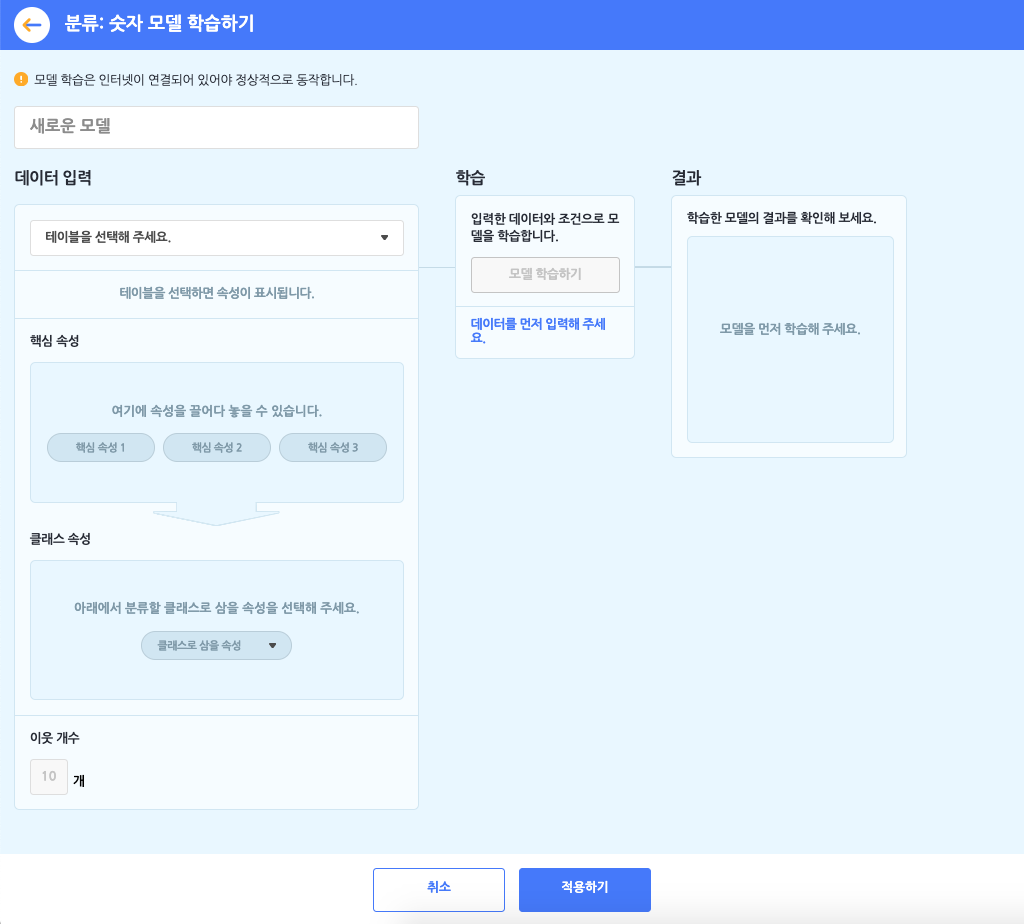 분류: 숫자 모델 학습하기
모델 학습은 인터넷이 연결되어 있어야 정상적으로 동작합니다.
새로운 모델
데이터 입력
테이블을 선택해 주세요.
테이블을 선택하면 속성이 표시됩니다.
핵심 속성
여기에 속성을 끌어다 놓을 수 있습니다.
핵심 속성 1
핵심 속성 2
핵심 속성 3
클래스 속성
아래에서 분류할 클래스로 삼을 속성을 선택해 주세요.
클래스로 삼을 속성
이웃 개수
10 개
학습
입력한 데이터와 조건으로 모
델을 학습합니다.
모델 학습하기
데이터를 먼저 입력해 주세
요.
결과
학습한 모델의 결과를 확인해 보세요.
모델을 먼저 학습해 주세요.
취소
적용하기